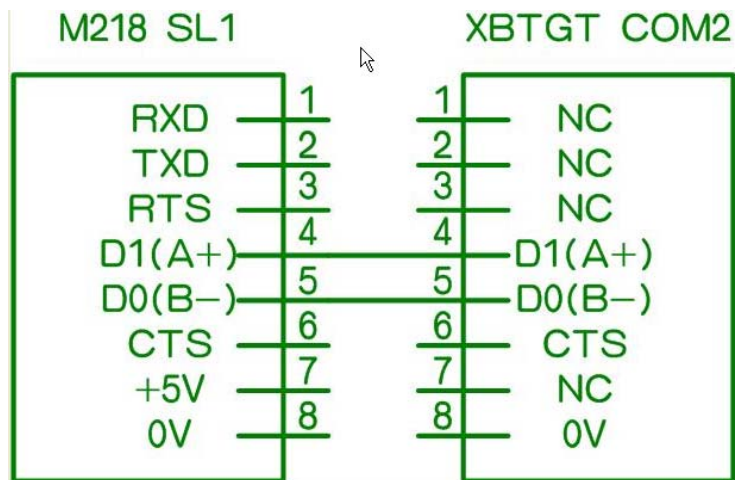 M218 SL1 XBTGT COM2
RXD 1 1 NC
TXD 2 2 NC
RTS 3 3 NC
D1(A+) 4 4 D1(A+)
D0(B-) 5 5 D0(B-)
CTS 6 6 CTS
+5V 7 7 NC
0V 8 8 0V